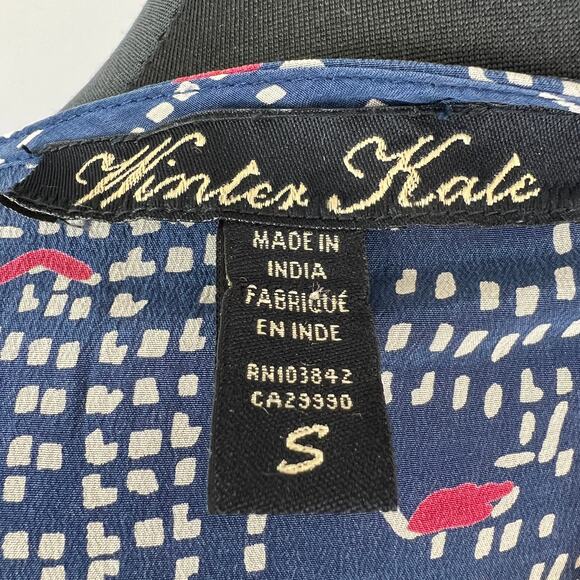 Winter Kate
MADE IN
INDIA
FABRIQUÉ
EN INDE
RN103842
CA29990
S